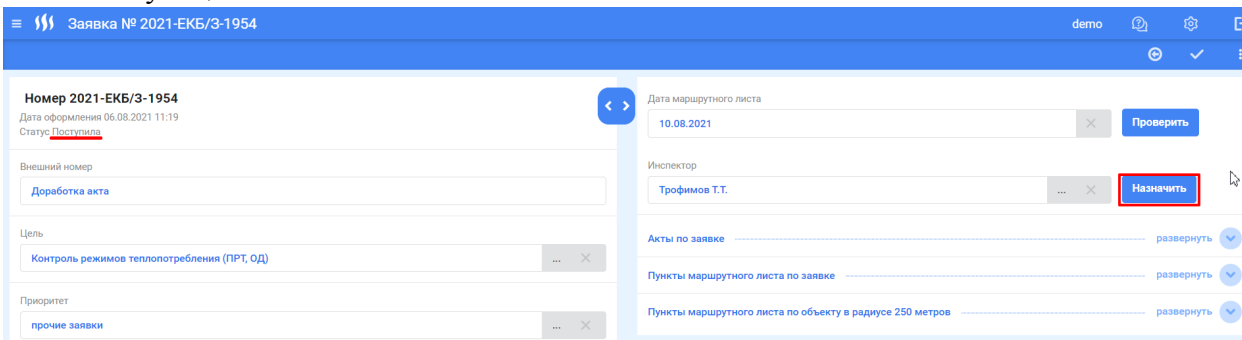 Заявка № 2021-ЕКБ/З-1954
demo
Номер 2021-ЕКБ/З-1954
Дата оформления 06.08.2021 11:19
Статус Поступила
Внешний номер
Доработка акта
Цель
Контроль режимов теплопотребления (ПРТ, ОД)
...
Приоритет
прочие заявки
...
Дата маршрутного листа
10.08.2021
Проверить
Инспектор
Трофимов Т.Т.
...
Назначить
Акты по заявке
развернуть
Пункты маршрутного листа по заявке
развернуть
Пункты маршрутного листа по объекту в радиусе 250 метров
развернуть